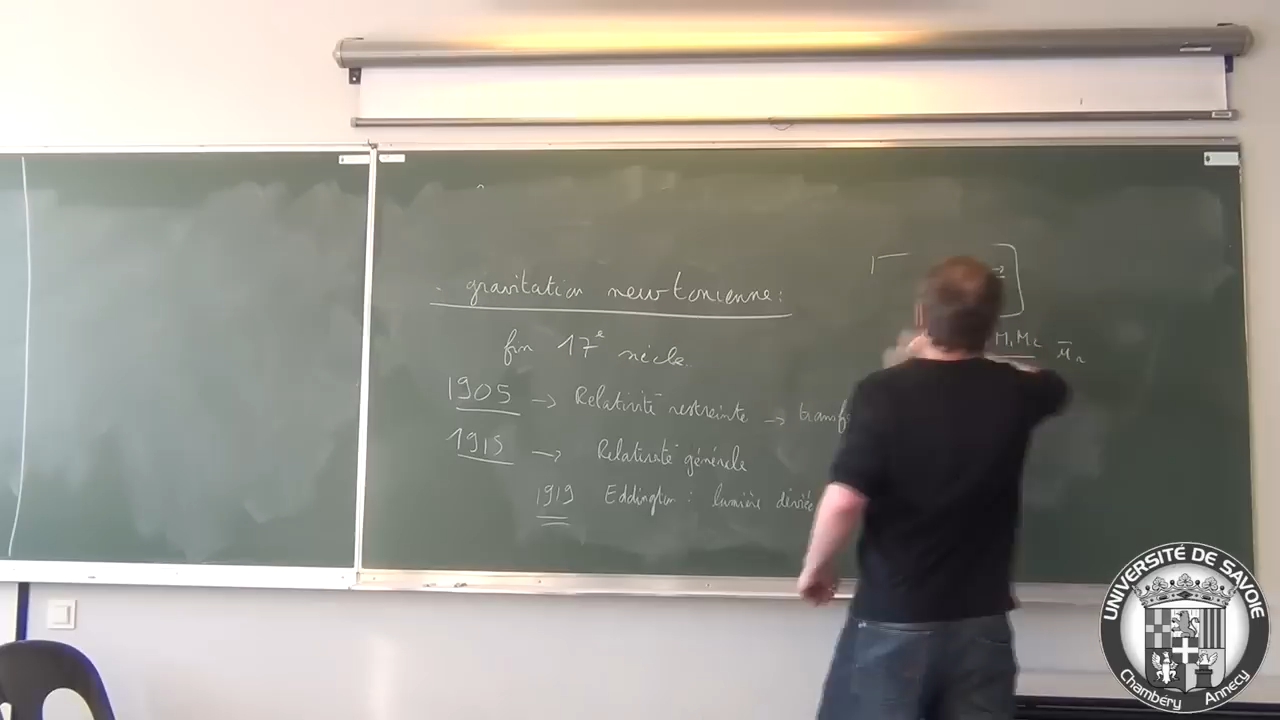 gravitation newtonienne :
fin 17e siècle
1905 → Relativité restreinte → transf
1915 → Relativité générale
1919 Eddington : lumière déviée
UNIVERSITÉ DE SAVOIE
Chambéry Annecy